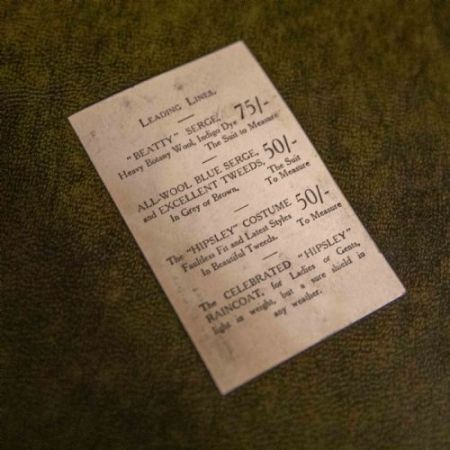 LEADING LINES.
"BEATTY" SERGE, 75/-
Heavy Botany Wool, Indigo Dye The Suit to Measure
ALL-WOOL BLUE SERGE, 50/-
and EXCELLENT TWEEDS, The Suit
In Grey or Brown, To Measure
The "HIPSLEY" COSTUME 50/-
Faultless Fit and Latest Styles To Measure
In Beautiful Tweeds.
The CELEBRATED "HIPSLEY"
RAINCOAT, for Ladies or Gents,
light in weight, but a sure shield in
any weather.